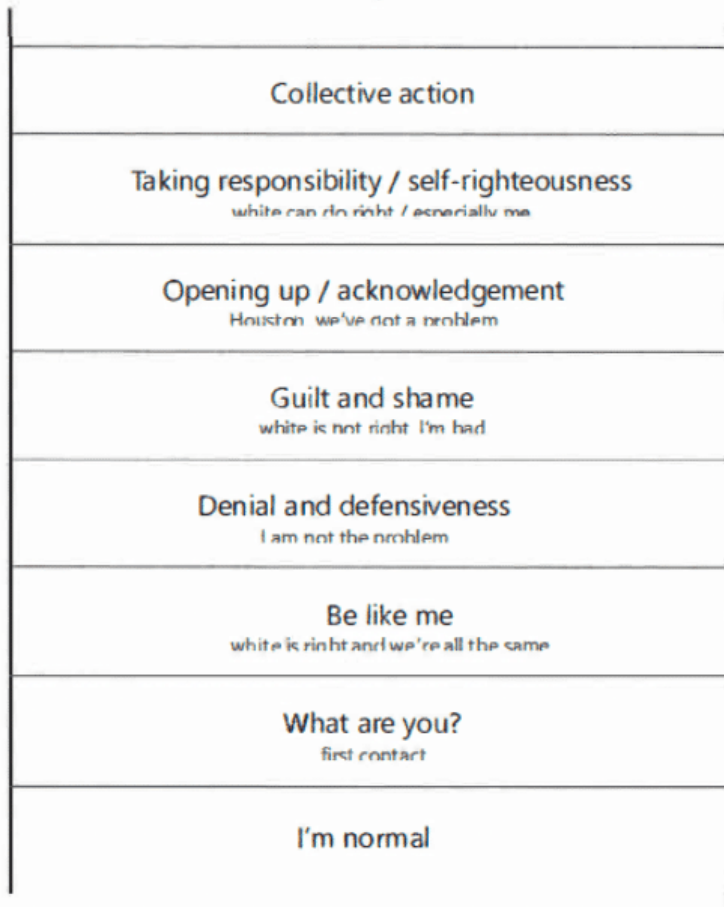 Collective action
Taking responsibility / self-righteousness
white can do right / especially me
Opening up / acknowledgement
Houston we've got a problem
Guilt and shame
white is not right I'm bad
Denial and defensiveness
I am not the problem
Be like me
white is right and we're all the same
What are you?
first contact
I'm normal